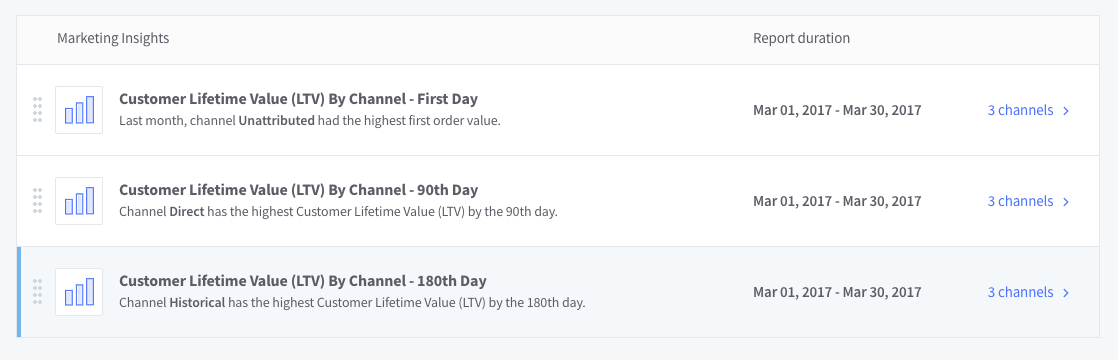 Marketing Insights Report duration
Customer Lifetime Value (LTV) By Channel - First Day
Last month, channel Unattributed had the highest first order value.
Mar 01, 2017 - Mar 30, 2017
3 channels
Customer Lifetime Value (LTV) By Channel - 90th Day
Channel Direct has the highest Customer Lifetime Value (LTV) by the 90th day.
Mar 01, 2017 - Mar 30, 2017
3 channels
Customer Lifetime Value (LTV) By Channel - 180th Day
Channel Historical has the highest Customer Lifetime Value (LTV) by the 180th day.
Mar 01, 2017 - Mar 30, 2017
3 channels